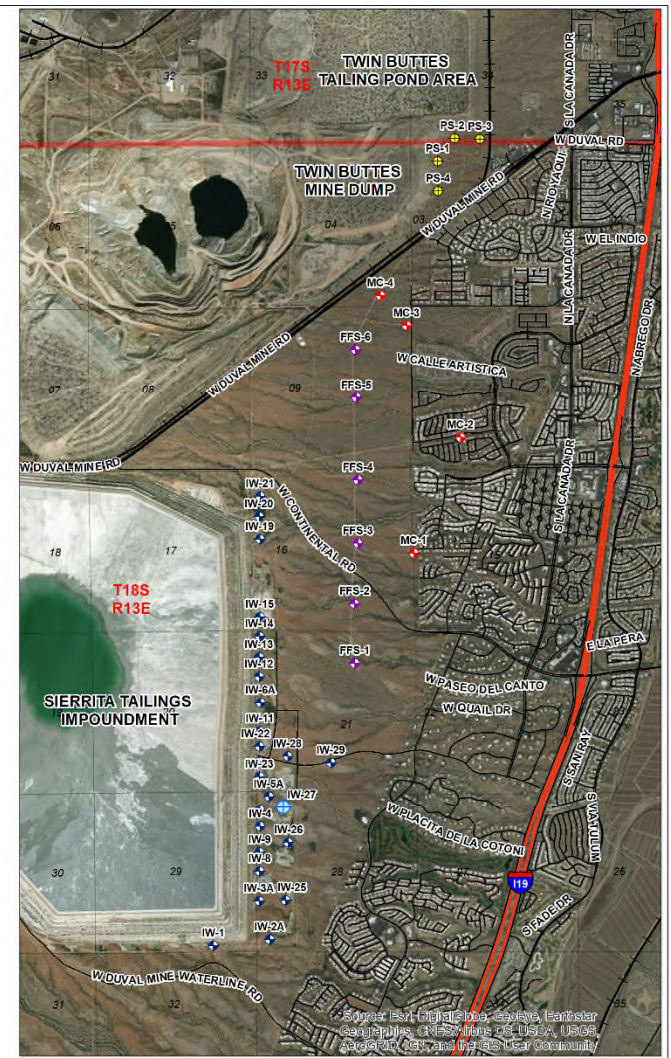 TWIN BUTTES
TAILING POND AREA
31
32
33
T17S
R13E
34
S LA CANADA DR
35
PS-2 PS-3
W DUVAL RD
PS-1
TWIN BUTTES
MINE DUMP
PS-4
N RIO YAQUI
06
05
04
03
W DUVAL MINE RD
W EL INDIO
N LA CANADA DR
N ABREGO DR
MC-4
MC-3
FFS-6
W DUVAL MINE RD
W CALLE ARTISTICA
07
08
09
FFS-5
MC-2
W DUVAL MINE RD
FFS-4
S LA CANADA DR
IW-21
IW-20
IW-19
W CONTINENTAL RD
18
17
16
FFS-3
MC-1
T18S
R13E
FFS-2
IW-15
IW-14
IW-13
E LA PERA
FFS-1
IW-12
W PASEO DEL CANTO
IW-6A
SIERRITA TAILINGS
IMPOUNDMENT
20
IW-11
21
W QUAIL DR
23
IW-22
IW-28
IW-29
S SAN RAY
IW-23
IW-5A
IW-27
IW-4
W PLACITA DE LA COTONI
S VIA TULUM
IW-9
IW-26
IW-8
30
29
28
26
I19
IW-3A
IW-25
S FADE DR
IW-1
IW-2A
W DUVAL MINE WATERLINE RD
31
32
33
35
Source: Esri, DigitalGlobe, GeoEye, Earthstar
Geographics, CNES/Airbus DS, USDA, USGS,
AeroGRID, IGN, and the GIS User Community